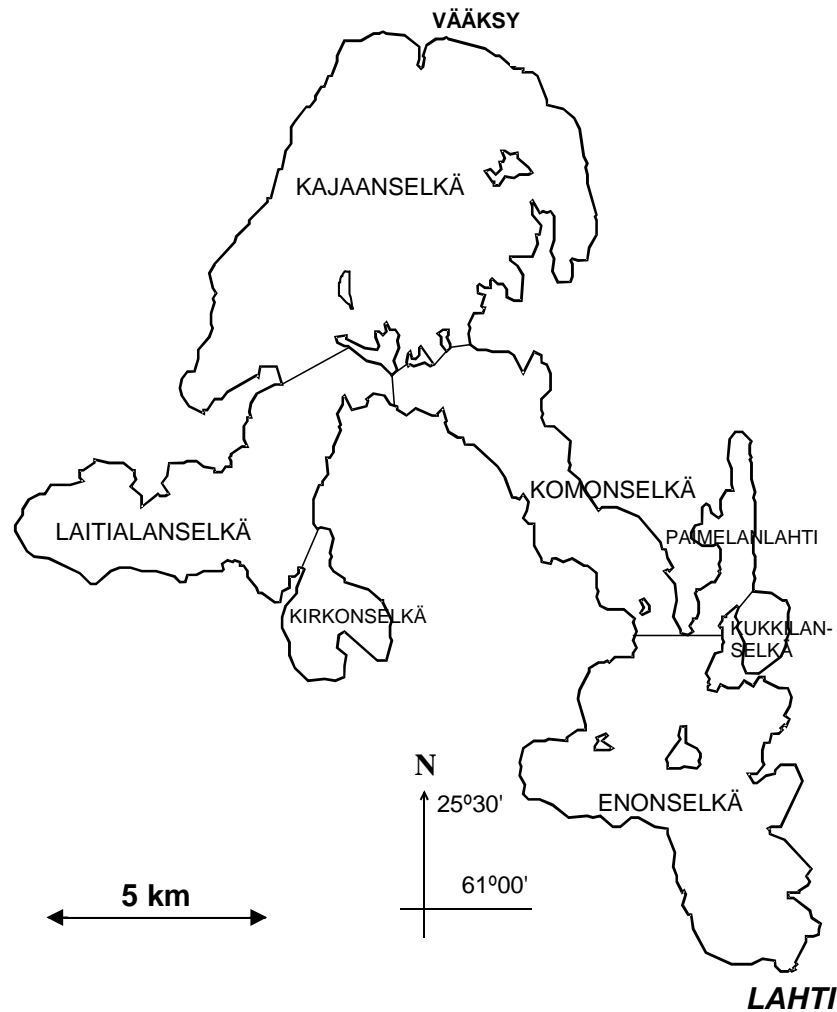 VÄÄKSY
KAJAANSELKÄ
KOMONSELKÄ
LAITIALANSELKÄ
PAIMELANLAHTI
KIRKONSELKÄ
KUKKILAN-
SELKÄ
N
25º30'
ENONSELKÄ
5 km
61º00'
LAHTI